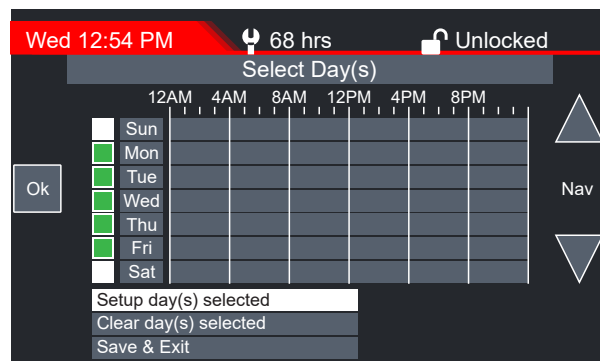 Wed 12:54 PM 68 hrs Unlocked
Select Day(s)
12AM 4AM 8AM 12PM 4PM 8PM
Sun
Mon
Tue
Ok Wed Nav
Thu
Fri
Sat
Setup day(s) selected
Clear day(s) selected
Save & Exit